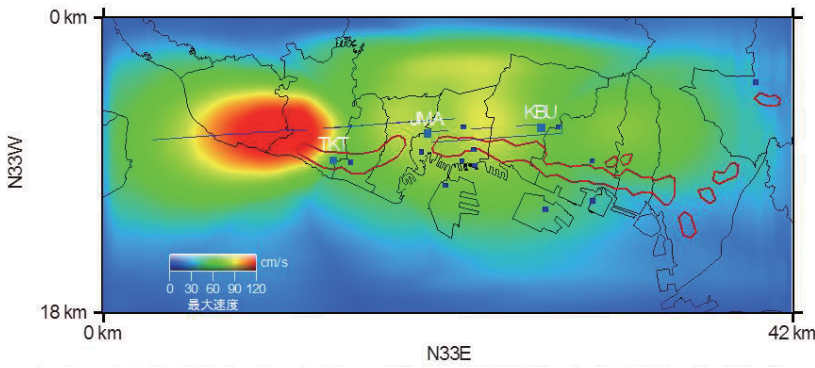 0 km
N33W
TKT
JMA
KBU
cm/s
0 30 60 90 120
最大速度
18 km
0 km
42 km
N33E